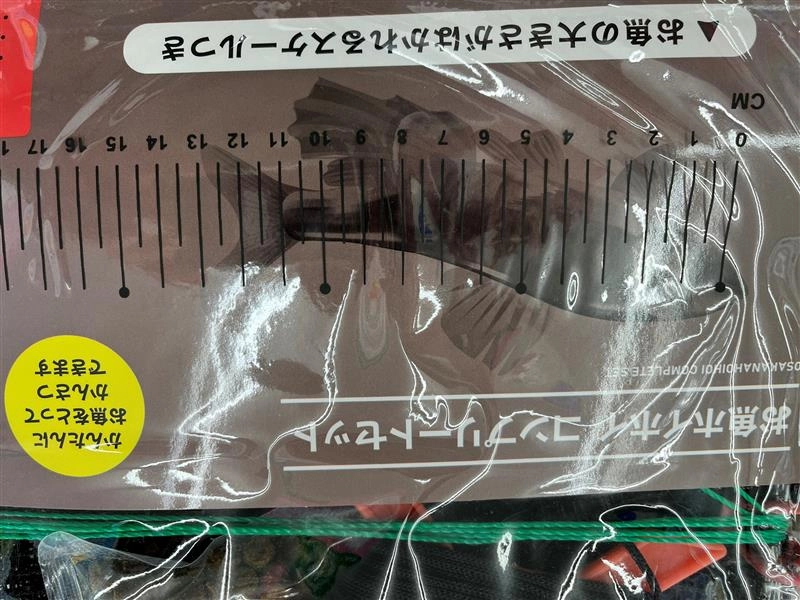 お魚ホイホイ コンプリートセット
OSAKANAHOIHOI COMPLETE SET
かんたんに
お魚をとって
かんさつ
できます
0 1 2 3 4 5 6 7 8 9 10 11 12 13 14 15 16 17
CM
▲お魚の大きさがはかれるスケールつき